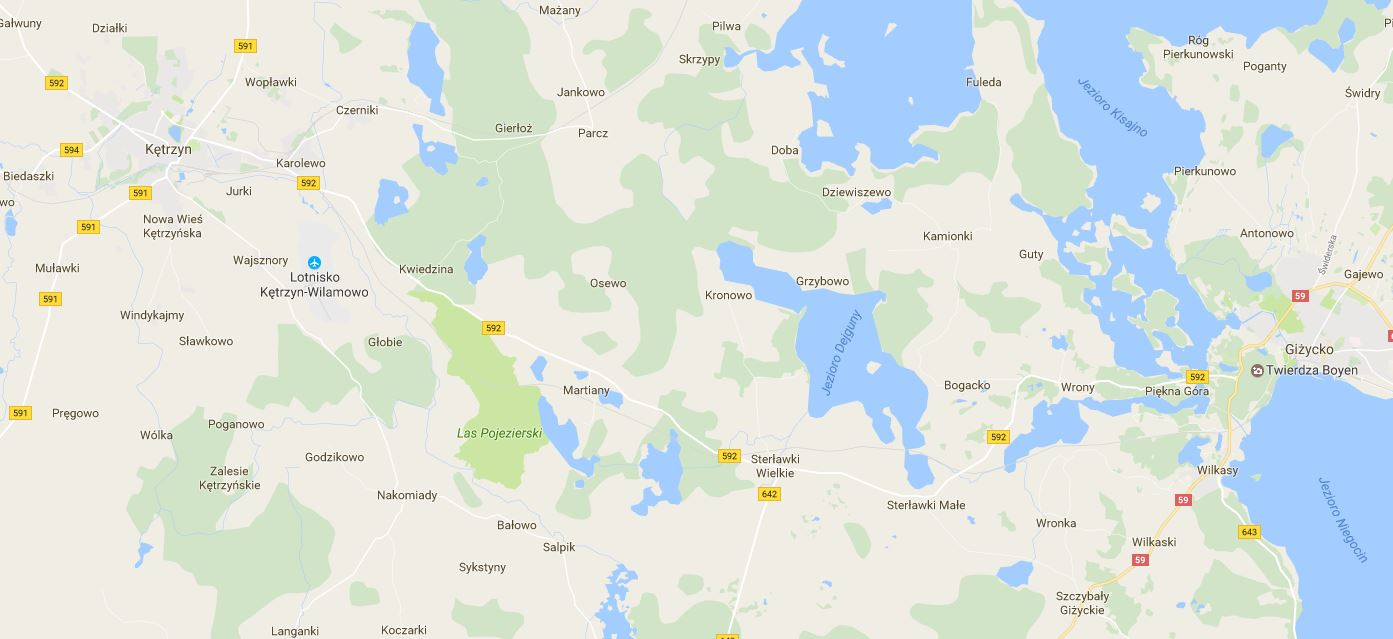 Mażany
Galwuny
Działki
Pilwa
591
Róg
Pierkunowski
Skrzypy
Poganty
592
Wopławki
Fuleda
Jankowo
Świdry
Jezioro Kisajno
Czerniki
Gierłoż
Parcz
594
Kętrzyn
Doba
Karolewo
Biedaszki
592
Pierkunowo
591
Jurki
Dziewiszewo
wo
Nowa Wieś
Kętrzyńska
591
Kamionki
Antonowo
Świderska
Guty
Wajsznory
Muławki
Kwiedzina
Lotnisko
Kętrzyn-Wilamowo
Gajewo
Osewo
Grzybowo
Kronowo
59
591
Windykajmy
592
Jezioro Dejguny
Sławkowo
Głobie
Giżycko
Twierdza Boyen
592
Bogacko
Wrony
Piękna Góra
Martiany
591
Pręgowo
Poganowo
Wólka
Las Pojezierski
592
Godzikowo
592
Sterławki
Wielkie
Zalesie
Kętrzyńskie
Wilkasy
Nakomiady
642
59
Sterławki Małe
Jezioro Niegocin
Bałowo
Wronka
643
Salpik
Wilkaski
59
Sykstyny
Szczybały
Giżyckie
Langanki
Koczarki